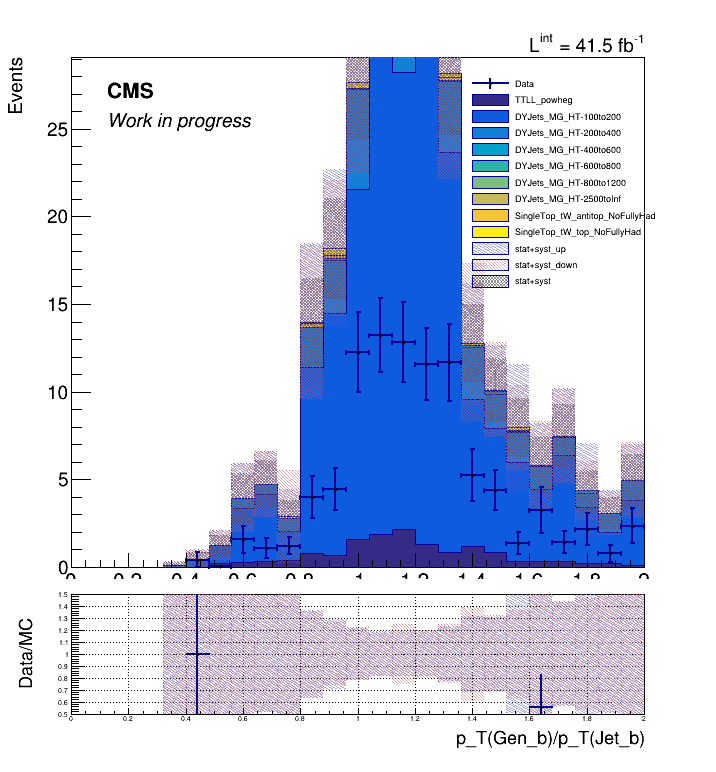 L^int = 41.5 fb^-1
Events
CMS
Work in progress
Data
TTLL_powheg
DYJets_MG_HT-100to200
DYJets_MG_HT-200to400
DYJets_MG_HT-400to600
DYJets_MG_HT-600to800
DYJets_MG_HT-800to1200
DYJets_MG_HT-2500toInf
SingleTop_tW_antitop_NoFullyHad
SingleTop_tW_top_NoFullyHad
stat+syst_up
stat+syst_down
stat+syst
25
20
15
10
5
0
0 0.2 0.4 0.6 0.8 1 1.2 1.4 1.6 1.8 2
Data/MC
1.5
1.4
1.3
1.2
1.1
1
0.9
0.8
0.7
0.6
0.5
0 0.2 0.4 0.6 0.8 1 1.2 1.4 1.6 1.8 2
p_T(Gen_b)/p_T(Jet_b)